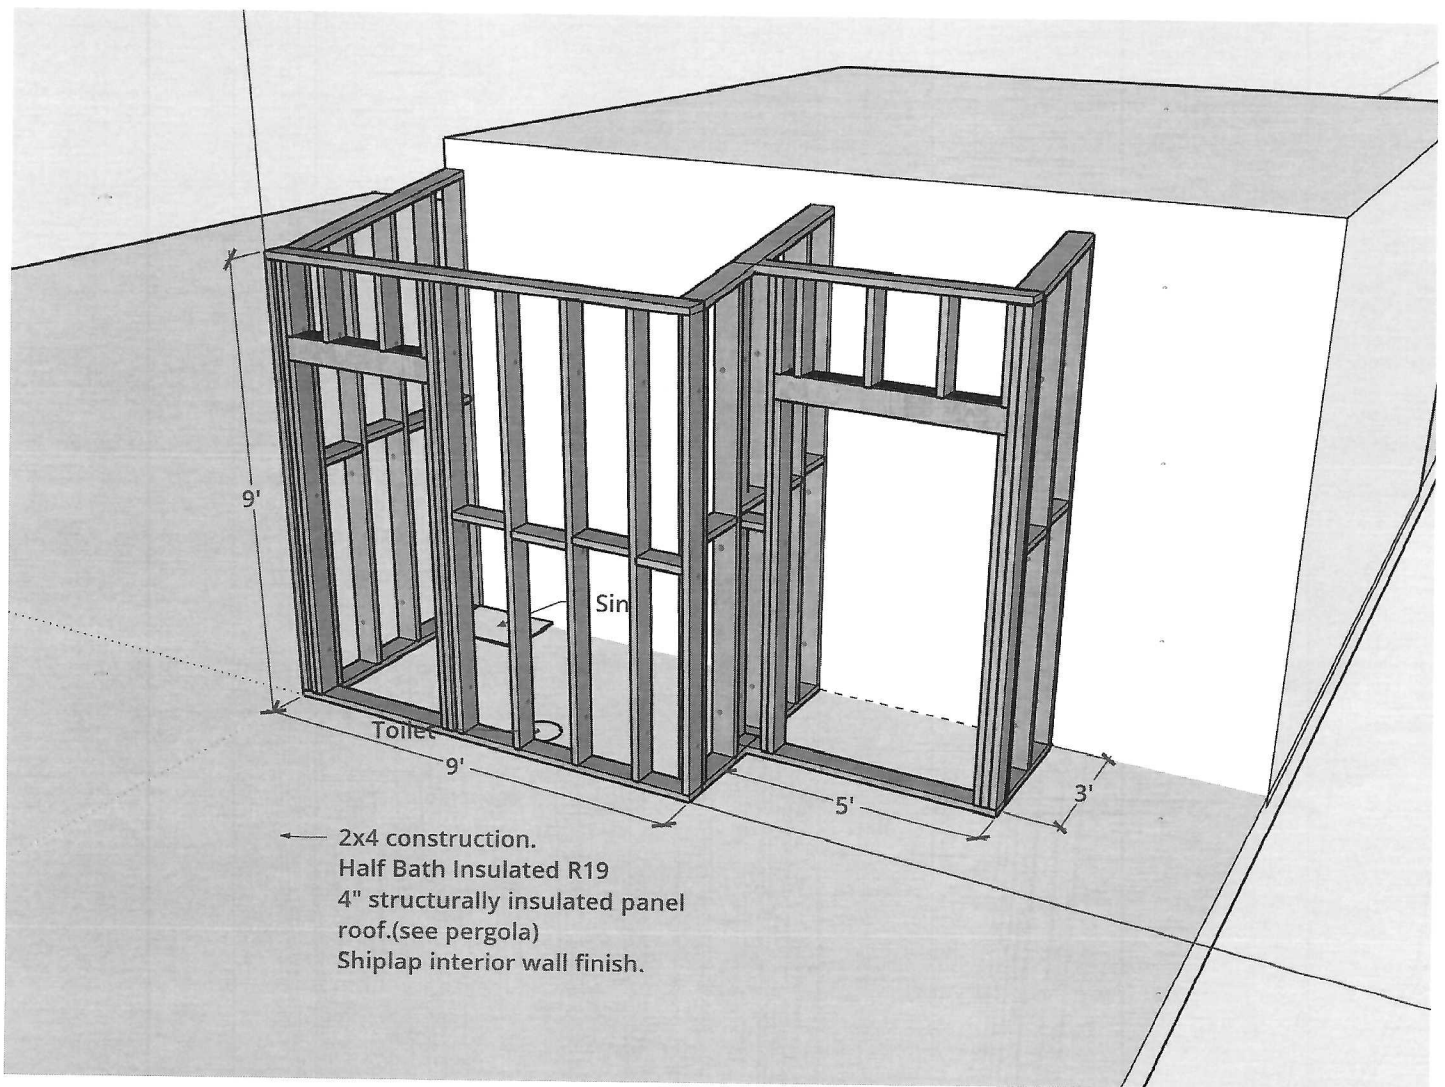 9'
Sin
Toilet
9'
5'
3'
2x4 construction.
Half Bath Insulated R19
4" structurally insulated panel
roof.(see pergola)
Shiplap interior wall finish.